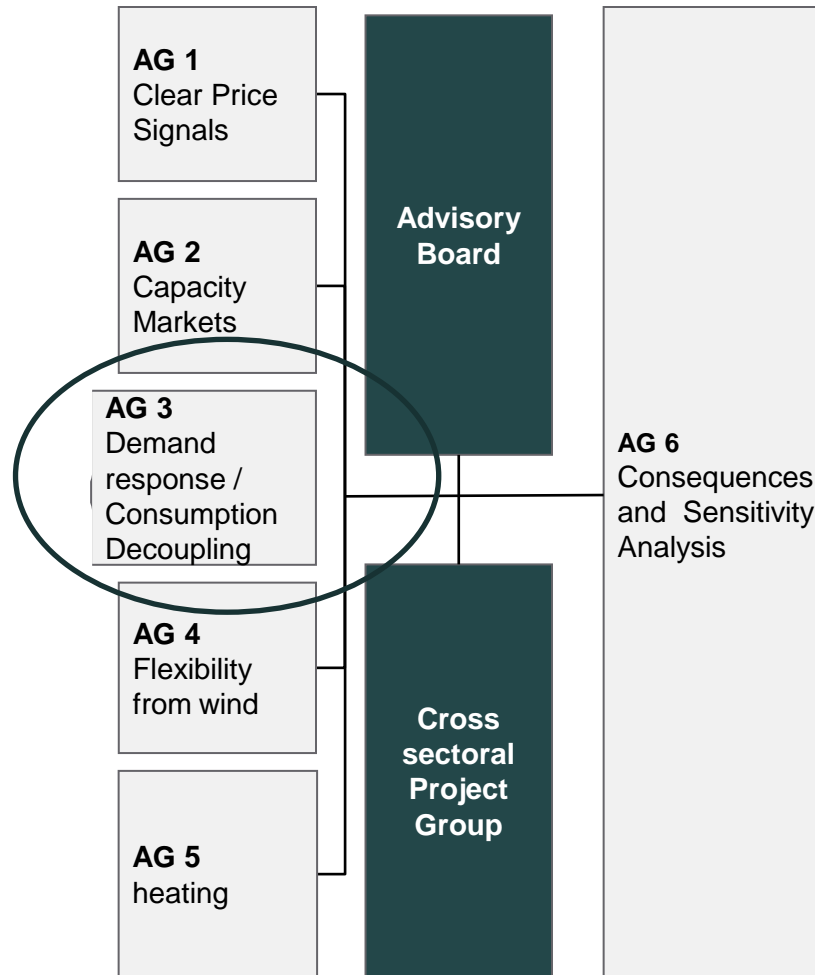 AG 1
Clear Price
Signals
AG 2
Capacity
Markets
AG 3
Demand
response /
Consumption
Decoupling
AG 4
Flexibility
from wind
AG 5
heating
Advisory
Board
Cross
sectoral
Project
Group
AG 6
Consequences
and Sensitivity
Analysis